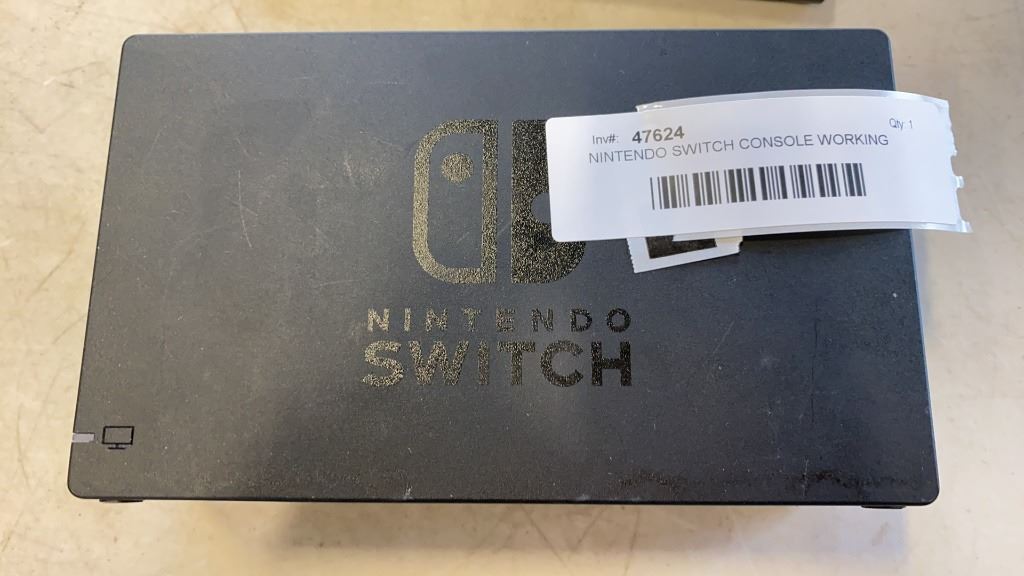 Inv#: 47624 Qty: 1
NINTENDO SWITCH CONSOLE WORKING
NINTENDO
SWITCH